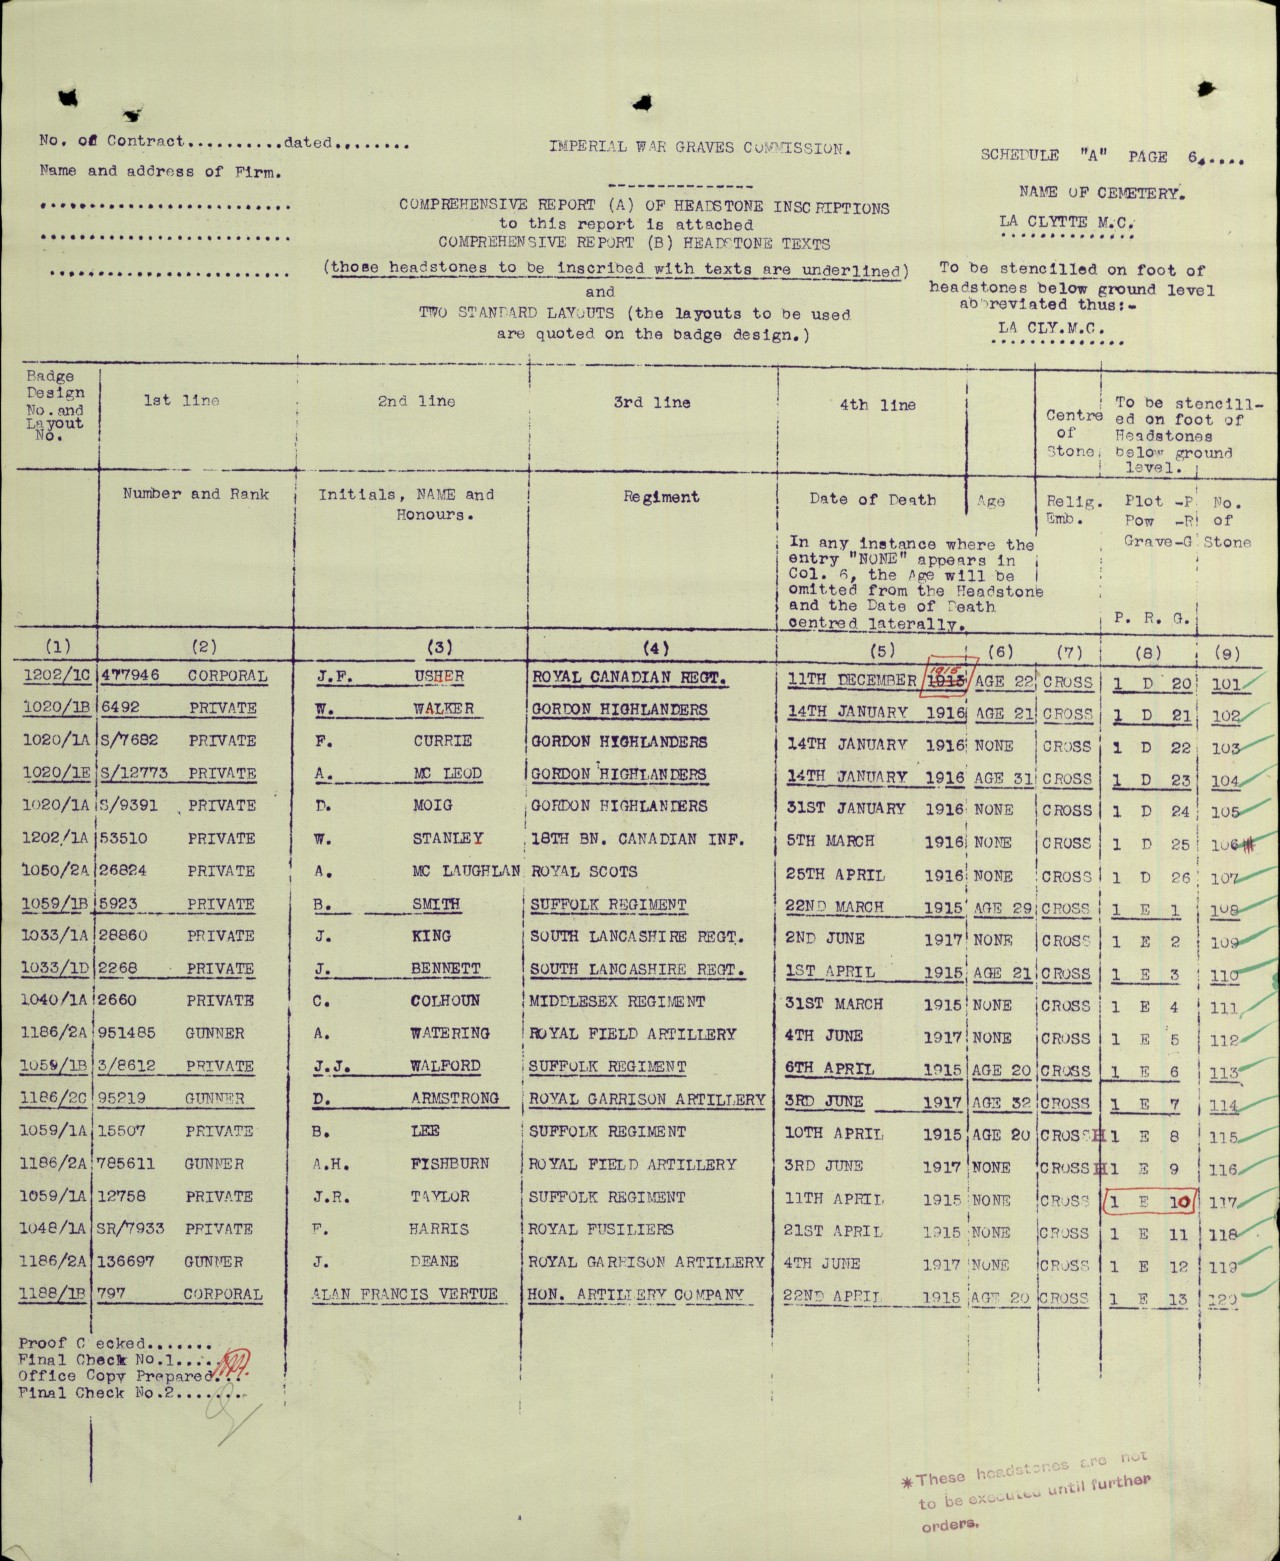 No. of Contract..........dated........
Name and address of Firm.
IMPERIAL WAR GRAVES COMMISSION.
SCHEDULE "A" PAGE 6.....
NAME OF CEMETERY.
LA CLYTTE M.C.
COMPREHENSIVE REPORT (A) OF HEADSTONE INSCRIPTIONS
to this report is attached
COMPREHENSIVE REPORT (B) HEADSTONE TEXTS
(those headstones to be inscribed with texts are underlined)
and
TWO STANDARD LAYOUTS (the layouts to be used
are quoted on the badge design.)
To be stencilled on foot of
headstones below ground level
abbreviated thus:-
LA CLY.M.C.
Badge
Design
No. and
Layout
No.
1st line
2nd line
3rd line
4th line
Centre
of
Stone
To be stencill-
ed on foot of
Headstones
below ground
level.
Number and Rank
Initials, NAME and
Honours.
Regiment
Date of Death
Age
Relig.
Emb.
Plot -P
Row -R
Grave-G
No.
of
Stone
In any instance where the
entry "NONE" appears in
Col. 6, the Age will be
omitted from the Headstone
and the Date of Death
centred laterally.
P. R. G.
(1) (2) (3) (4) (5) (6) (7) (8) (9)
1202/1C 477946 CORPORAL J.F. USHER ROYAL CANADIAN REGT. 11TH DECEMBER 1915 AGE 22 CROSS 1 D 20 101
1020/1B 6492 PRIVATE W. WALKER GORDON HIGHLANDERS 14TH JANUARY 1916 AGE 21 CROSS 1 D 21 102
1020/1A S/7682 PRIVATE F. CURRIE GORDON HIGHLANDERS 14TH JANUARY 1916 NONE CROSS 1 D 22 103
1020/1E S/12773 PRIVATE A. MC LEOD GORDON HIGHLANDERS 14TH JANUARY 1916 AGE 31 CROSS 1 D 23 104
1020/1A S/9391 PRIVATE D. MOIG GORDON HIGHLANDERS 31ST JANUARY 1916 NONE CROSS 1 D 24 105
1202/1A 53510 PRIVATE W. STANLEY 18TH BN. CANADIAN INF. 5TH MARCH 1916 NONE CROSS 1 D 25 106
1050/2A 26824 PRIVATE A. MC LAUGHLAN ROYAL SCOTS 25TH APRIL 1916 NONE CROSS 1 D 26 107
1059/1B 5923 PRIVATE B. SMITH SUFFOLK REGIMENT 22ND MARCH 1915 AGE 29 CROSS 1 E 1 108
1033/1A 28860 PRIVATE J. KING SOUTH LANCASHIRE REGT. 2ND JUNE 1917 NONE CROSS 1 E 2 109
1033/1D 2268 PRIVATE J. BENNETT SOUTH LANCASHIRE REGT. 1ST APRIL 1915 AGE 21 CROSS 1 E 3 110
1040/1A 2660 PRIVATE C. COLHOUN MIDDLESEX REGIMENT 31ST MARCH 1915 NONE CROSS 1 E 4 111
1186/2A 951485 GUNNER A. WATERING ROYAL FIELD ARTILLERY 4TH JUNE 1917 NONE CROSS 1 E 5 112
1059/1B 3/8612 PRIVATE J.J. WALFORD SUFFOLK REGIMENT 6TH APRIL 1915 AGE 20 CROSS 1 E 6 113
1186/2C 95219 GUNNER D. ARMSTRONG ROYAL GARRISON ARTILLERY 3RD JUNE 1917 AGE 32 CROSS 1 E 7 114
1059/1A 15507 PRIVATE B. LEE SUFFOLK REGIMENT 10TH APRIL 1915 AGE 20 CROSS H 1 E 8 115
1186/2A 785611 GUNNER A.H. FISHBURN ROYAL FIELD ARTILLERY 3RD JUNE 1917 NONE CROSS H 1 E 9 116
1059/1A 12758 PRIVATE J.R. TAYLOR SUFFOLK REGIMENT 11TH APRIL 1915 NONE CROSS 1 E 10 117
1048/1A SR/7933 PRIVATE F. HARRIS ROYAL FUSILIERS 21ST APRIL 1915 NONE CROSS 1 E 11 118
1186/2A 136697 GUNNER J. DEANE ROYAL GARRISON ARTILLERY 4TH JUNE 1917 NONE CROSS 1 E 12 119
1188/1B 797 CORPORAL ALAN FRANCIS VERTUE HON. ARTILLERY COMPANY 22ND APRIL 1915 AGE 20 CROSS 1 E 13 120
Proof C ecked.......
Final Check No.1.....
Office Copy Prepared...
Final Check No.2.......
*These headstones are not
to be executed until further
orders.